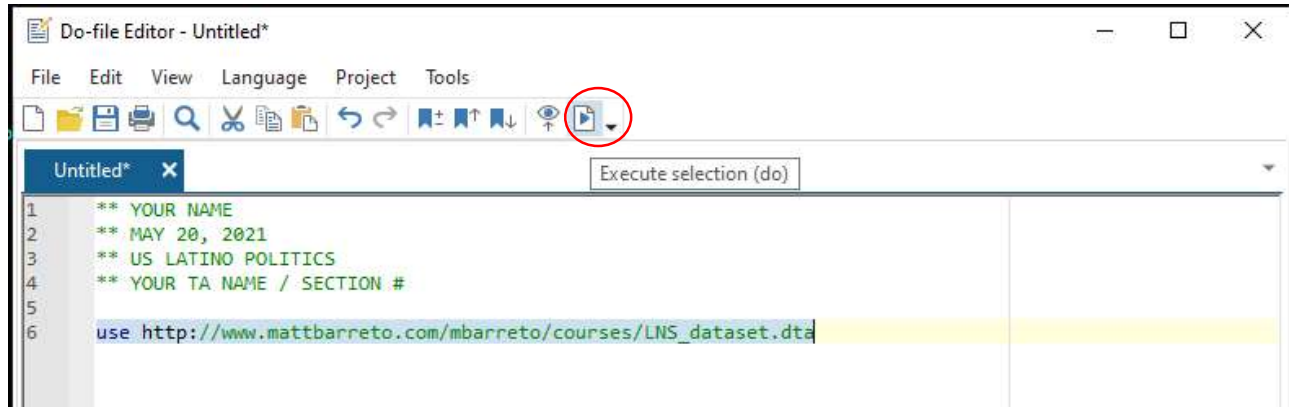 Do-file Editor - Untitled*
File Edit View Language Project Tools
Untitled*
Execute selection (do)
1 ** YOUR NAME
2 ** MAY 20, 2021
3 ** US LATINO POLITICS
4 ** YOUR TA NAME / SECTION #
5
6 use http://www.mattbarreto.com/mbarreto/courses/LNS_dataset.dta